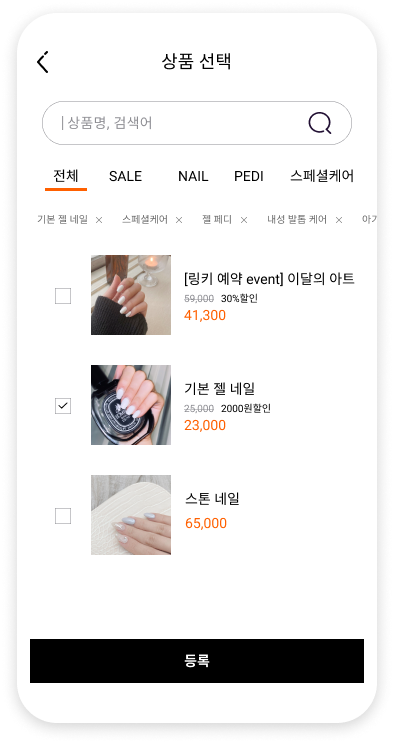 상품 선택
상품명, 검색어
전체 SALE NAIL PEDI 스페셜케어
기본 젤 네일 × 스페셜케어 × 젤 페디 × 내성 발톱 케어 × 아기
[링키 예약 event] 이달의 아트
59,000 30%할인
41,300
기본 젤 네일
25,000 2000원할인
23,000
스톤 네일
65,000
등록